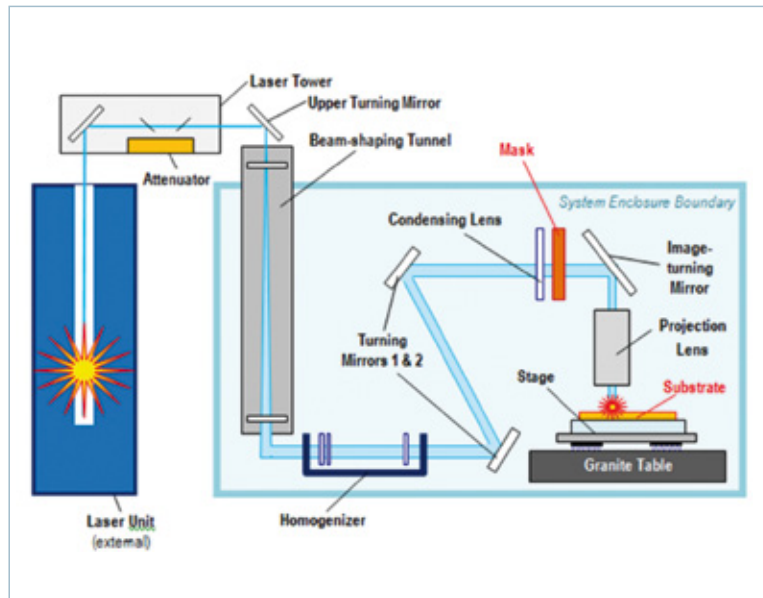 Laser Tower
Upper Turning Mirror
Beam-shaping Tunnel
Attenuator
Mask
System Enclosure Boundary
Condensing Lens
Image-
turning
Mirror
Turning
Mirrors 1 & 2
Projection
Lens
Stage
Substrate
Granite Table
Homogenizer
Laser Unit
(external)